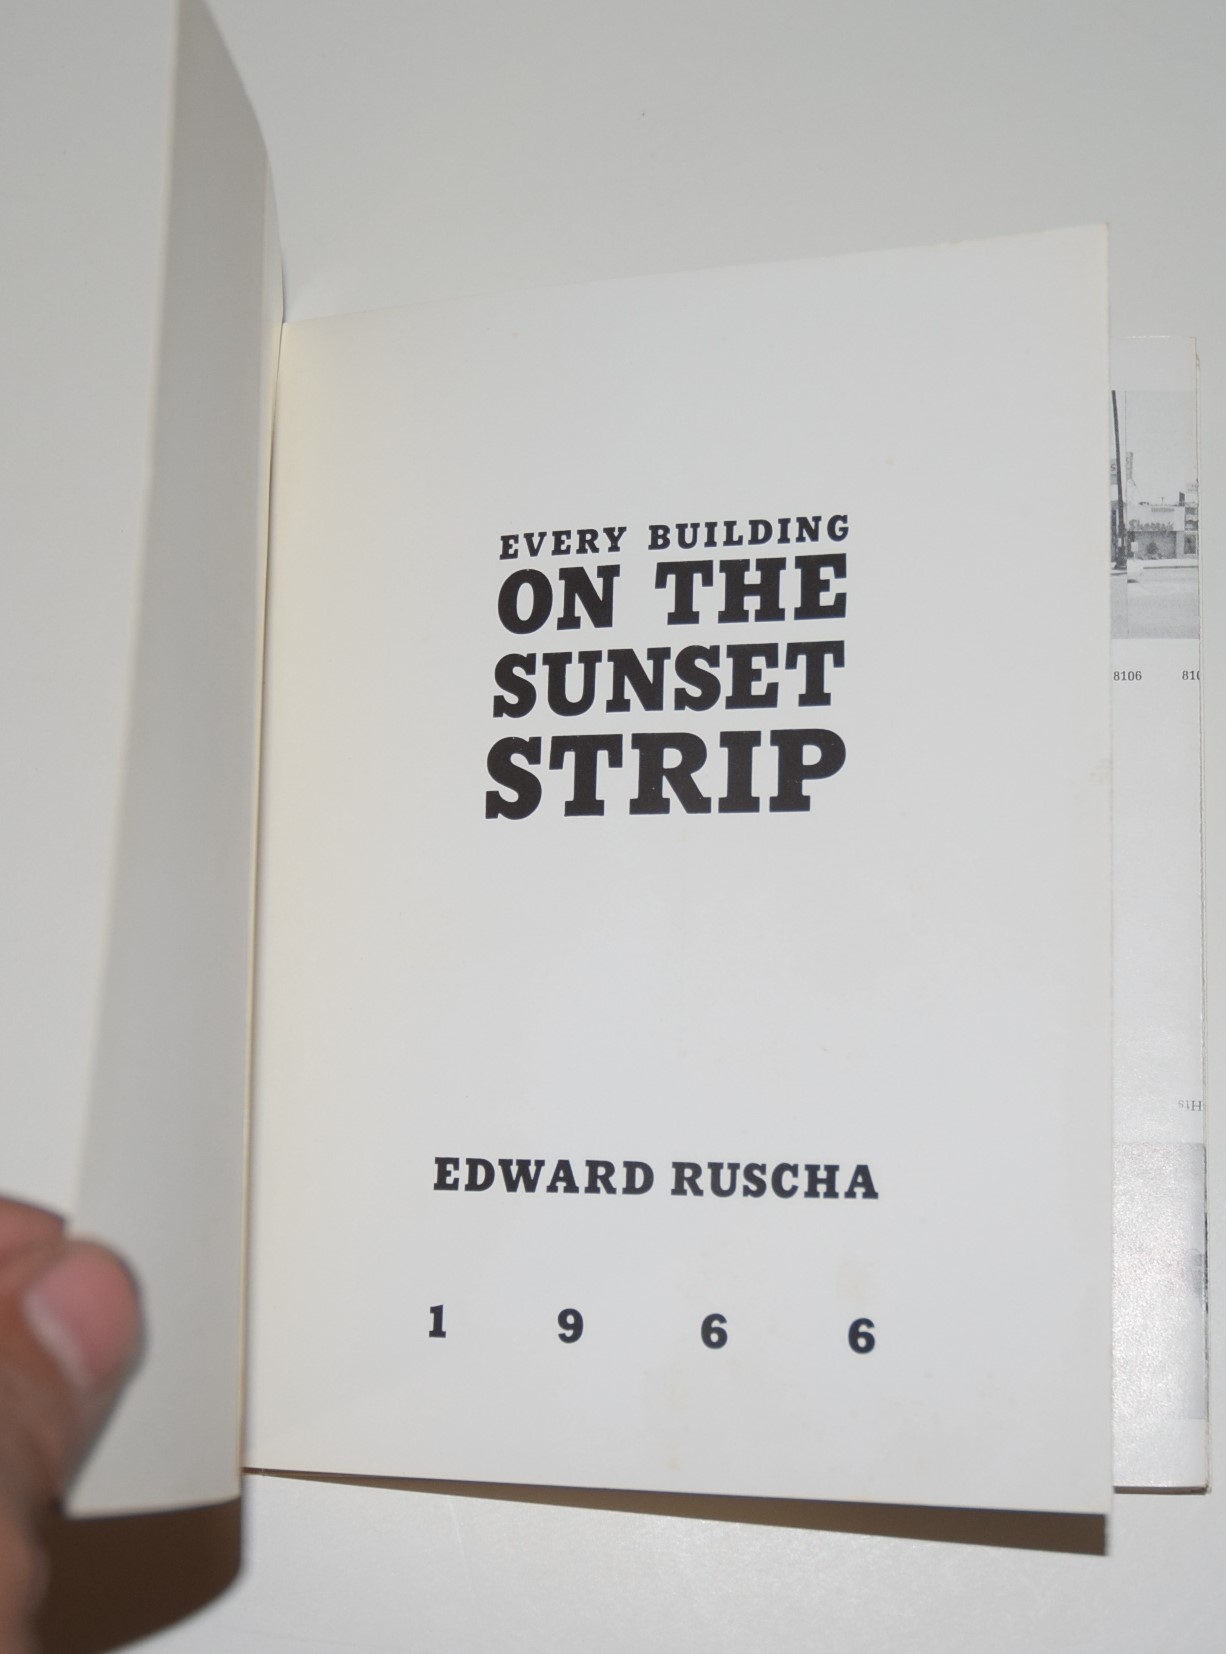 EVERY BUILDING
ON THE
SUNSET
STRIP
EDWARD RUSCHA
1 9 6 6
8106